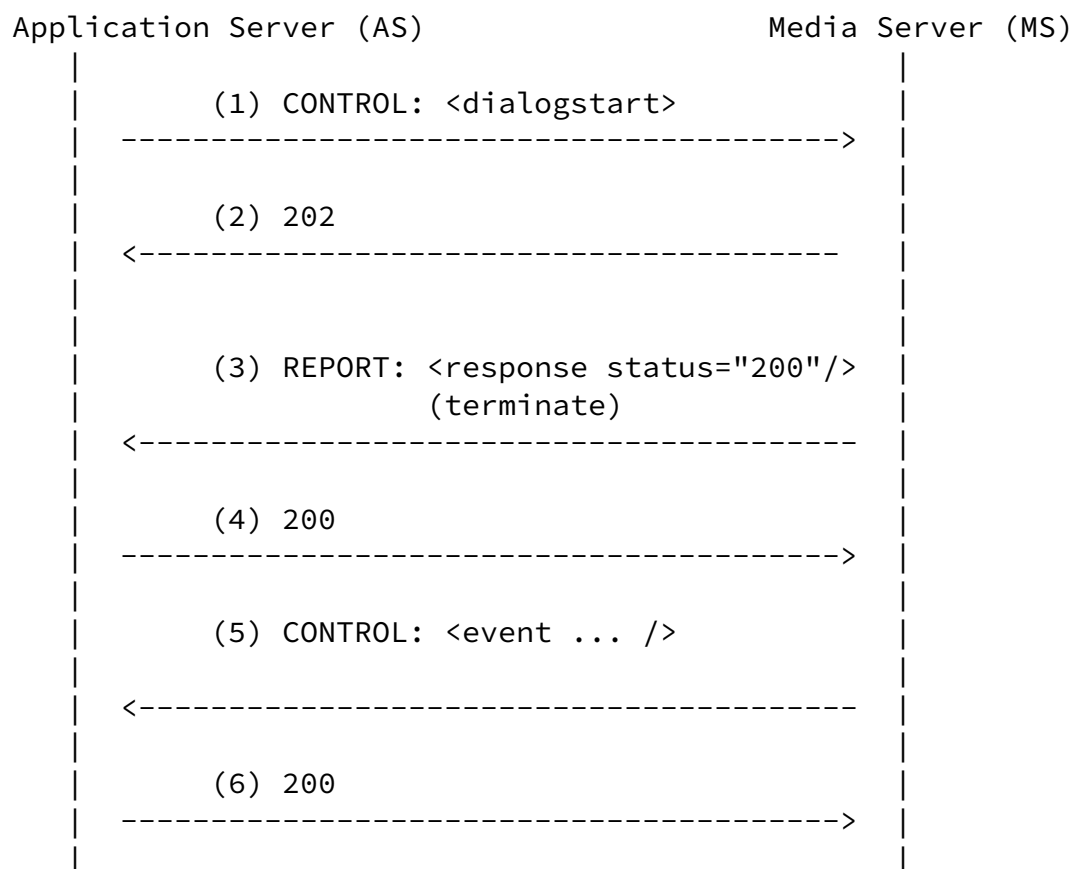 Application Server (AS) Media Server (MS)
(1) CONTROL: <dialogstart>
(2) 202
(3) REPORT: <response status="200"/>
(terminate)
(4) 200
(5) CONTROL: <event ... />
(6) 200